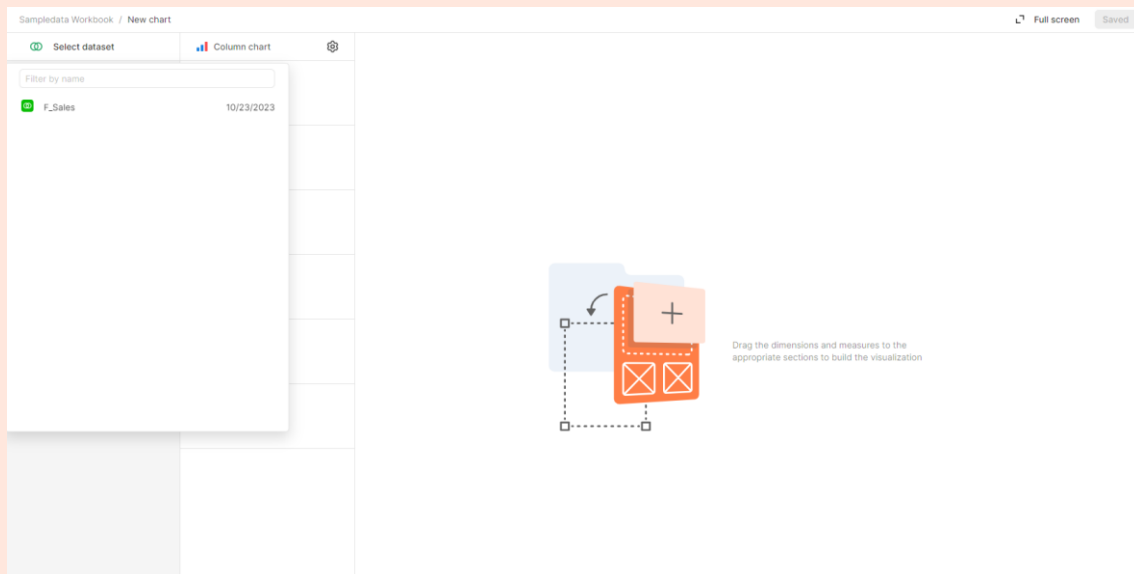 Sampledata Workbook / New chart
Full screen
Saved
Select dataset
Column chart
Filter by name
F_Sales
10/23/2023
Drag the dimensions and measures to the
appropriate sections to build the visualization